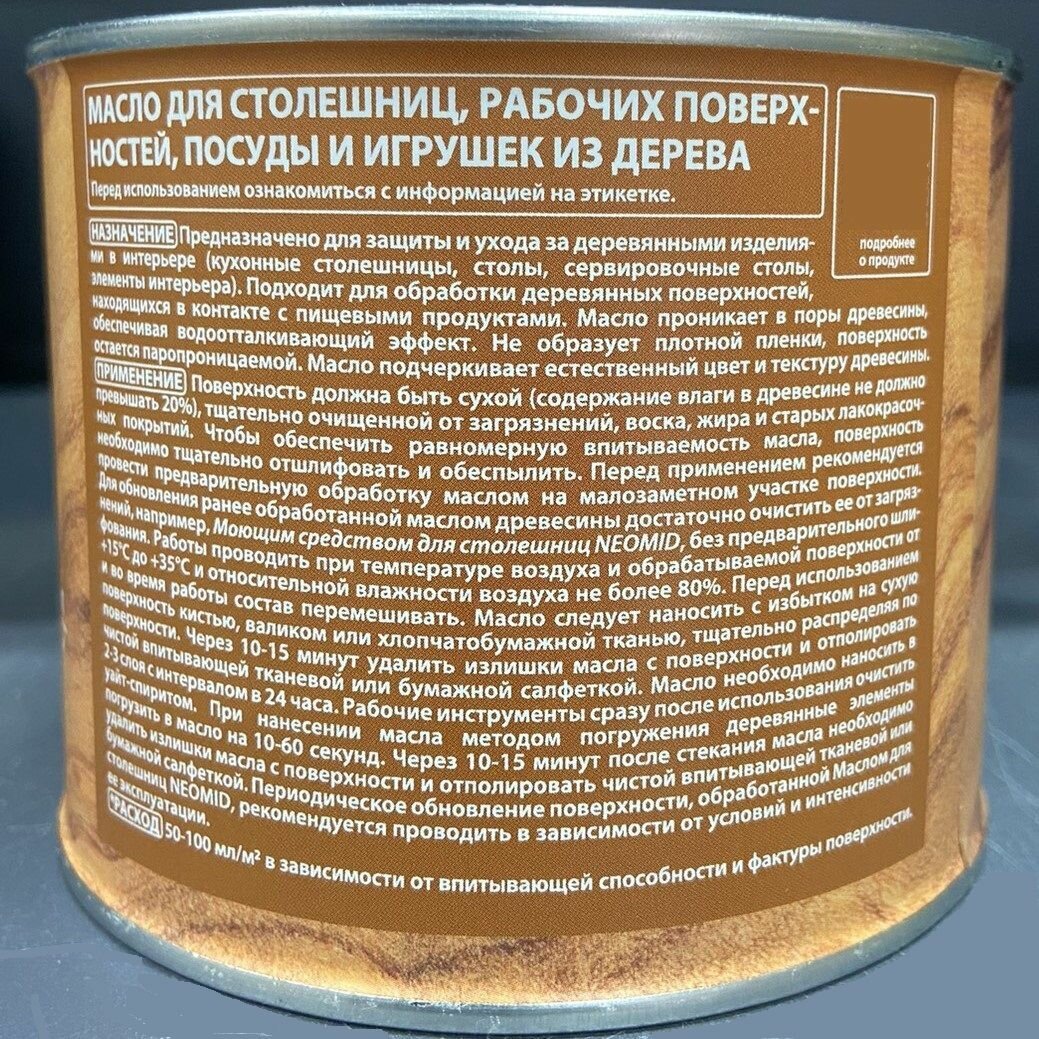 МАСЛО ДЛЯ СТОЛЕШНИЦ, РАБОЧИХ ПОВЕРХ-
НОСТЕЙ, ПОСУДЫ И ИГРУШЕК ИЗ ДЕРЕВА
Перед использованием ознакомиться с информацией на этикетке.
подробнее
о продукте
НАЗНАЧЕНИЕ Предназначено для защиты и ухода за деревянными изделия-
ми в интерьере (кухонные столешницы, столы, сервировочные столы,
элементы интерьера). Подходит для обработки деревянных поверхностей,
находящихся в контакте с пищевыми продуктами. Масло проникает в поры древесины,
обеспечивая водоотталкивающий эффект. Не образует плотной пленки, поверхность
остается паропроницаемой. Масло подчеркивает естественный цвет и текстуру древесины.
ПРИМЕНЕНИЕ Поверхность должна быть сухой (содержание влаги в древесине не должно
превышать 20%), тщательно очищенной от загрязнений, воска, жира и старых лакокрасоч-
ных покрытий. Чтобы обеспечить равномерную впитываемость масла, поверхность
необходимо тщательно отшлифовать и обеспылить. Перед применением рекомендуется
провести предварительную обработку маслом на малозаметном участке поверхности.
Для обновления ранее обработанной маслом древесины достаточно очистить ее от загряз-
нений, например, Моющим средством для столешниц NEOMID, без предварительного шли-
фования. Работы проводить при температуре воздуха и обрабатываемой поверхности от
+15°С до +35°С и относительной влажности воздуха не более 80%. Перед использованием
и во время работы состав перемешивать. Масло следует наносить с избытком на сухую
поверхность кистью, валиком или хлопчатобумажной тканью, тщательно распределяя по
поверхности. Через 10-15 минут удалить излишки масла с поверхности и отполировать
чистой впитывающей тканевой или бумажной салфеткой. Масло необходимо наносить в
2-3 слоя с интервалом в 24 часа. Рабочие инструменты сразу после использования очистить
уайт-спиритом. При нанесении масла методом погружения деревянные элементы
погрузить в масло на 10-60 секунд. Через 10-15 минут после стекания масла необходимо
удалить излишки масла с поверхности и отполировать чистой впитывающей тканевой или
бумажной салфеткой. Периодическое обновление поверхности, обработанной Маслом для
столешниц NEOMID, рекомендуется проводить в зависимости от условий и интенсивности
ее эксплуатации.
*РАСХОД 50-100 мл/м² в зависимости от впитывающей способности и фактуры поверхности.